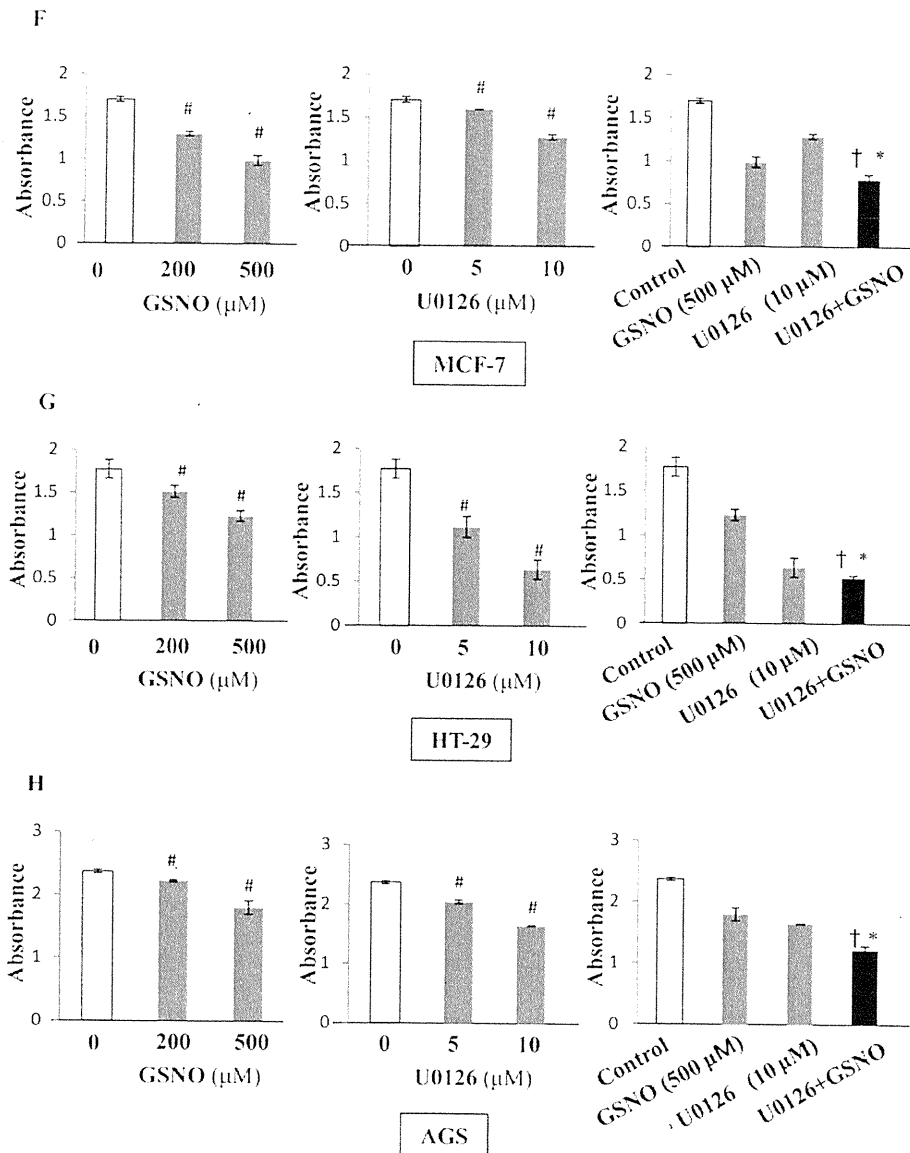 F
Absorbance
2
1.5
1
0.5
0
# #
0 200 500
GSNO (μM)
Absorbance
2
1.5
1
0.5
0
# #
0 5 10
U0126 (μM)
Absorbance
2
1.5
1
0.5
0
† *
Control
GSNO (500 μM)
U0126 (10 μM)
U0126+GSNO
MCF-7
G
Absorbance
2
1.5
1
0.5
0
# #
0 200 500
GSNO (μM)
Absorbance
2
1.5
1
0.5
0
#
#
0 5 10
U0126 (μM)
Absorbance
2
1.5
1
0.5
0
† *
Control
GSNO (500 μM)
U0126 (10 μM)
U0126+GSNO
HT-29
H
Absorbance
3
2
1
0
#
#
0 200 500
GSNO (μM)
Absorbance
3
2
1
0
#
#
0 5 10
U0126 (μM)
Absorbance
3
2
1
0
† *
Control
GSNO (500 μM)
U0126 (10 μM)
U0126+GSNO
AGS